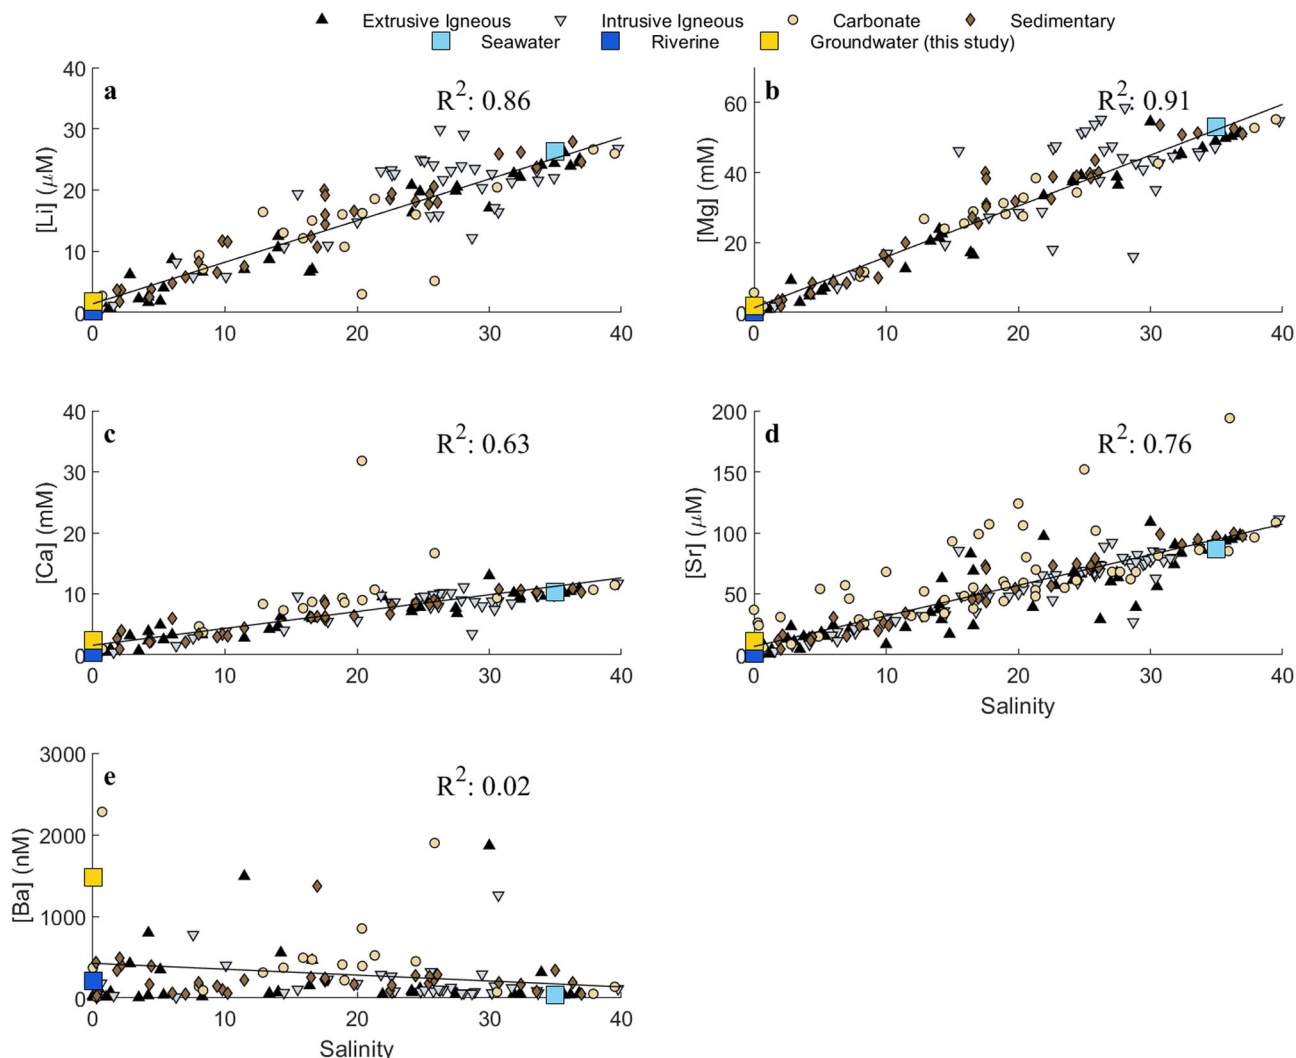 Extrusive Igneous Intrusive Igneous Carbonate Sedimentary
Seawater Riverine Groundwater (this study)
a
R²: 0.86
[Li] (μM)
40
30
20
10
0
0 10 20 30 40
b
R²: 0.91
[Mg] (mM)
60
40
20
0
0 10 20 30 40
c
R²: 0.63
[Ca] (mM)
40
30
20
10
0
0 10 20 30 40
d
R²: 0.76
[Sr] (μM)
200
150
100
50
0
0 10 20 30 40
Salinity
e
R²: 0.02
[Ba] (nM)
3000
2000
1000
0
0 10 20 30 40
Salinity